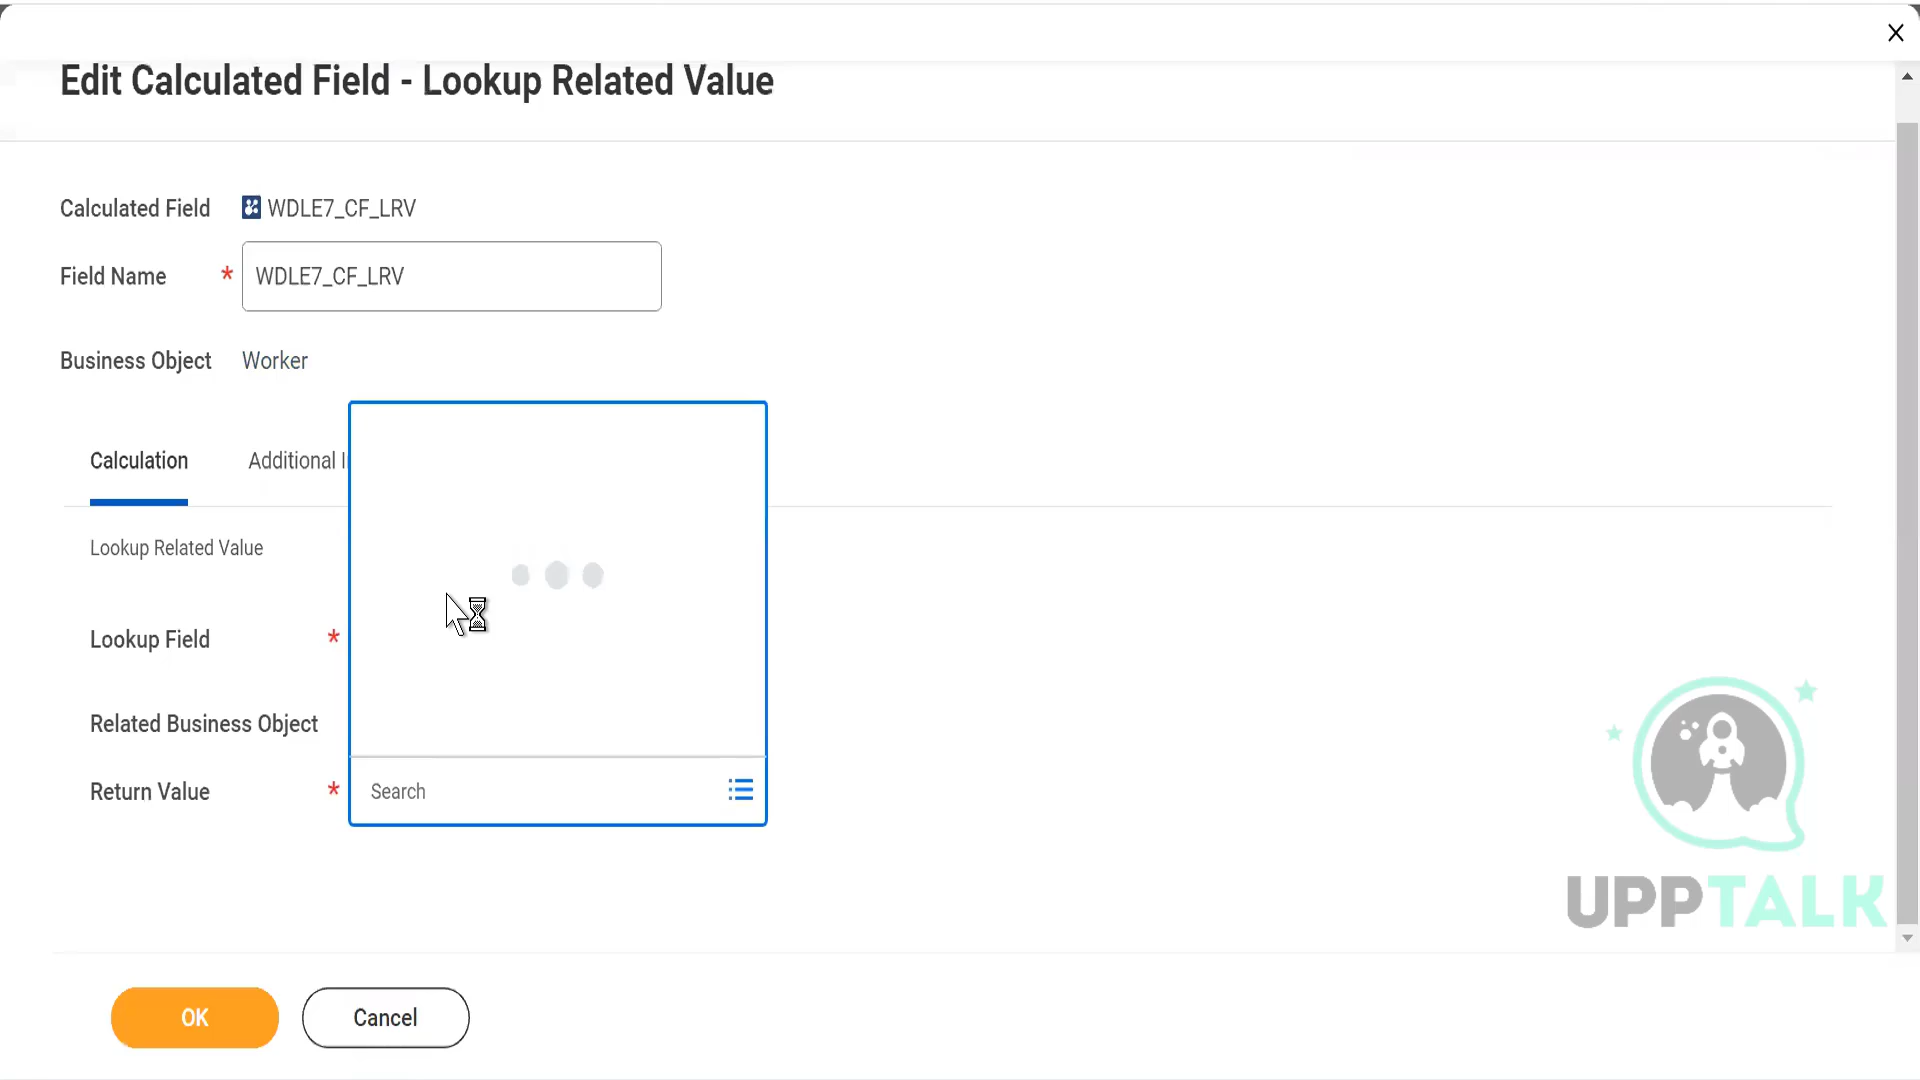 Edit Calculated Field - Lookup Related Value
Calculated Field WDLE7_CF_LRV
Field Name * WDLE7_CF_LRV
Business Object Worker
Calculation Additional I
Lookup Related Value
Lookup Field *
Related Business Object
Return Value * Search
UPPTALK
OK Cancel